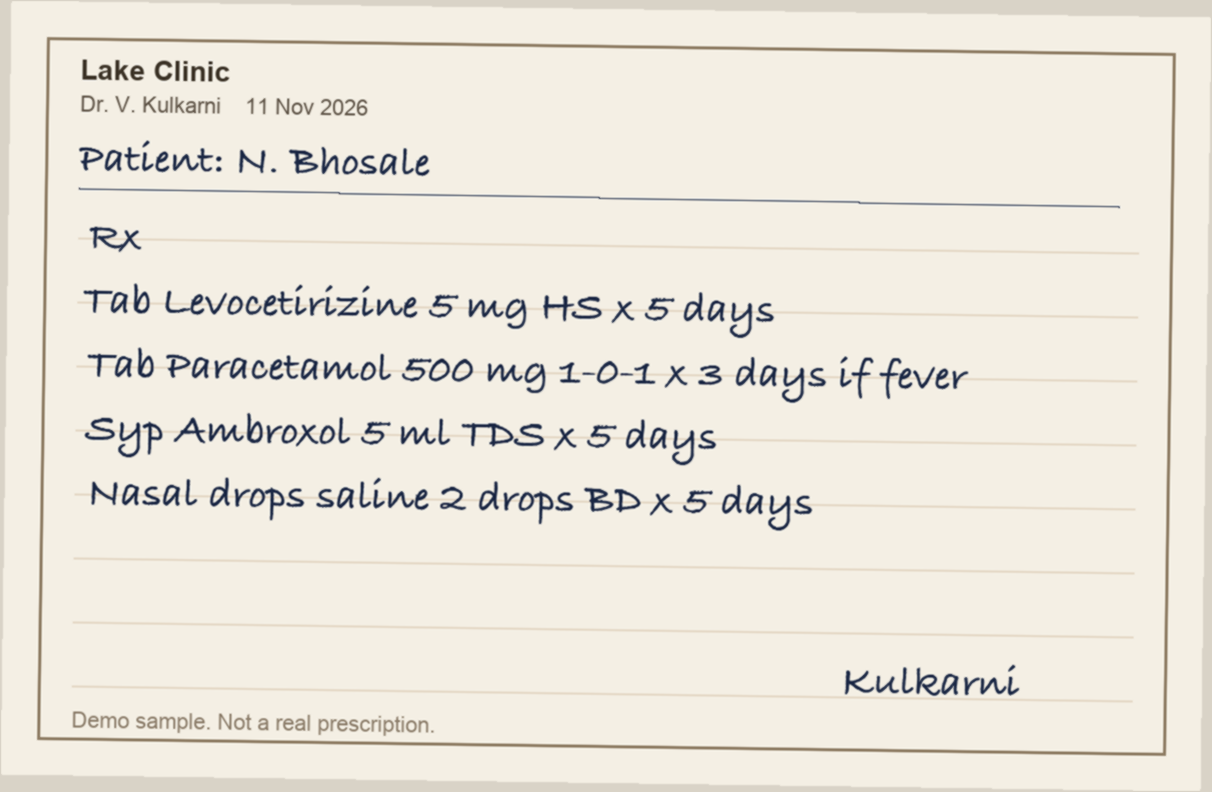 Lake Clinic
Dr. V. Kulkarni 11 Nov 2026
Patient: N. Bhosale
Rx
Tab Levocetirizine 5 mg HS x 5 days
Tab Paracetamol 500 mg 1-0-1 x 3 days if fever
Syp Ambroxol 5 ml TDS x 5 days
Nasal drops saline 2 drops BD x 5 days
Kulkarni
Demo sample. Not a real prescription.